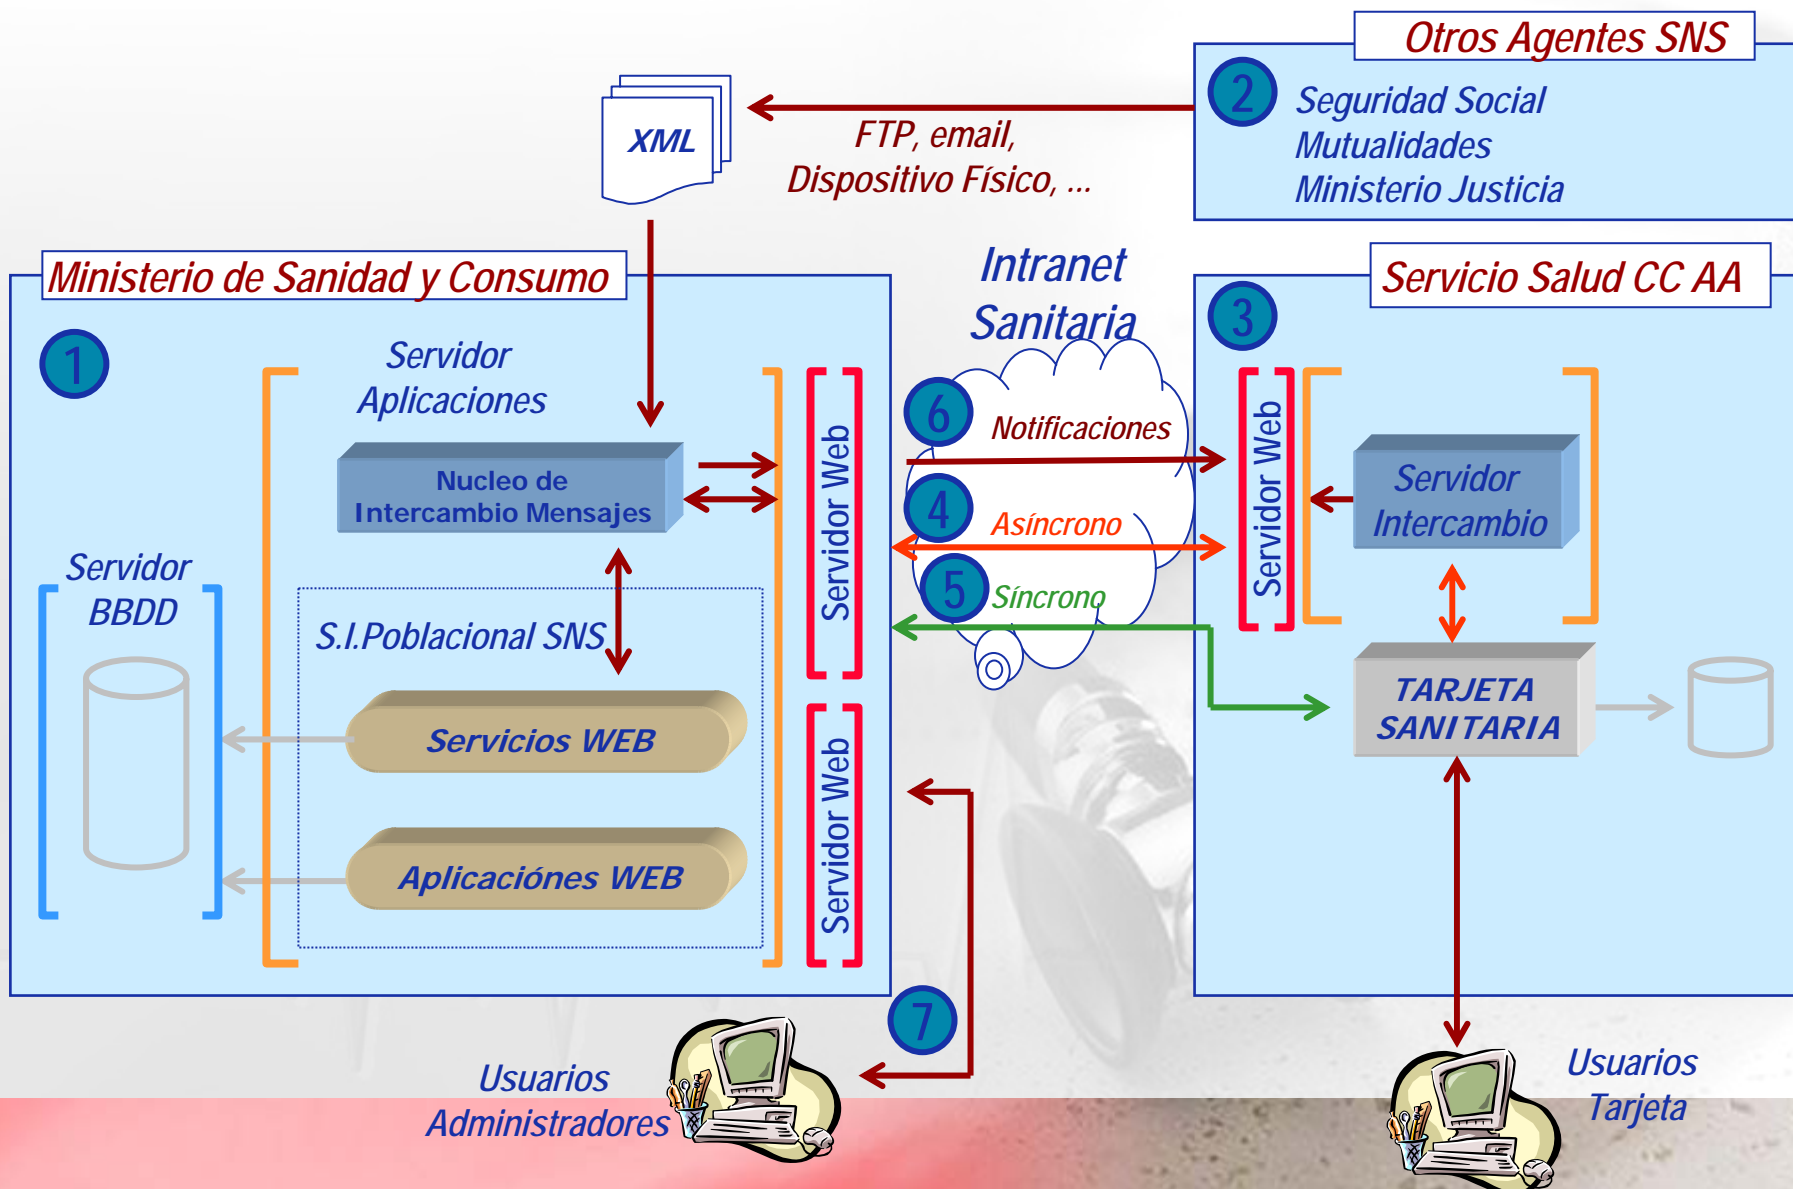 Otros Agentes SNS
2
Seguridad Social
Mutualidades
Ministerio Justicia
XML
FTP, email,
Dispositivo Físico, ...
Ministerio de Sanidad y Consumo
1
Servidor
Aplicaciones
Nucleo de
Intercambio Mensajes
Servidor
BBDD
S.I.Poblacional SNS
Servicios WEB
Aplicaciónes WEB
Servidor Web
Servidor Web
Intranet
Sanitaria
6
Notificaciones
4
Asíncrono
5
Síncrono
Servicio Salud CC AA
3
Servidor Web
Servidor
Intercambio
TARJETA
SANITARIA
7
Usuarios
Administradores
Usuarios
Tarjeta